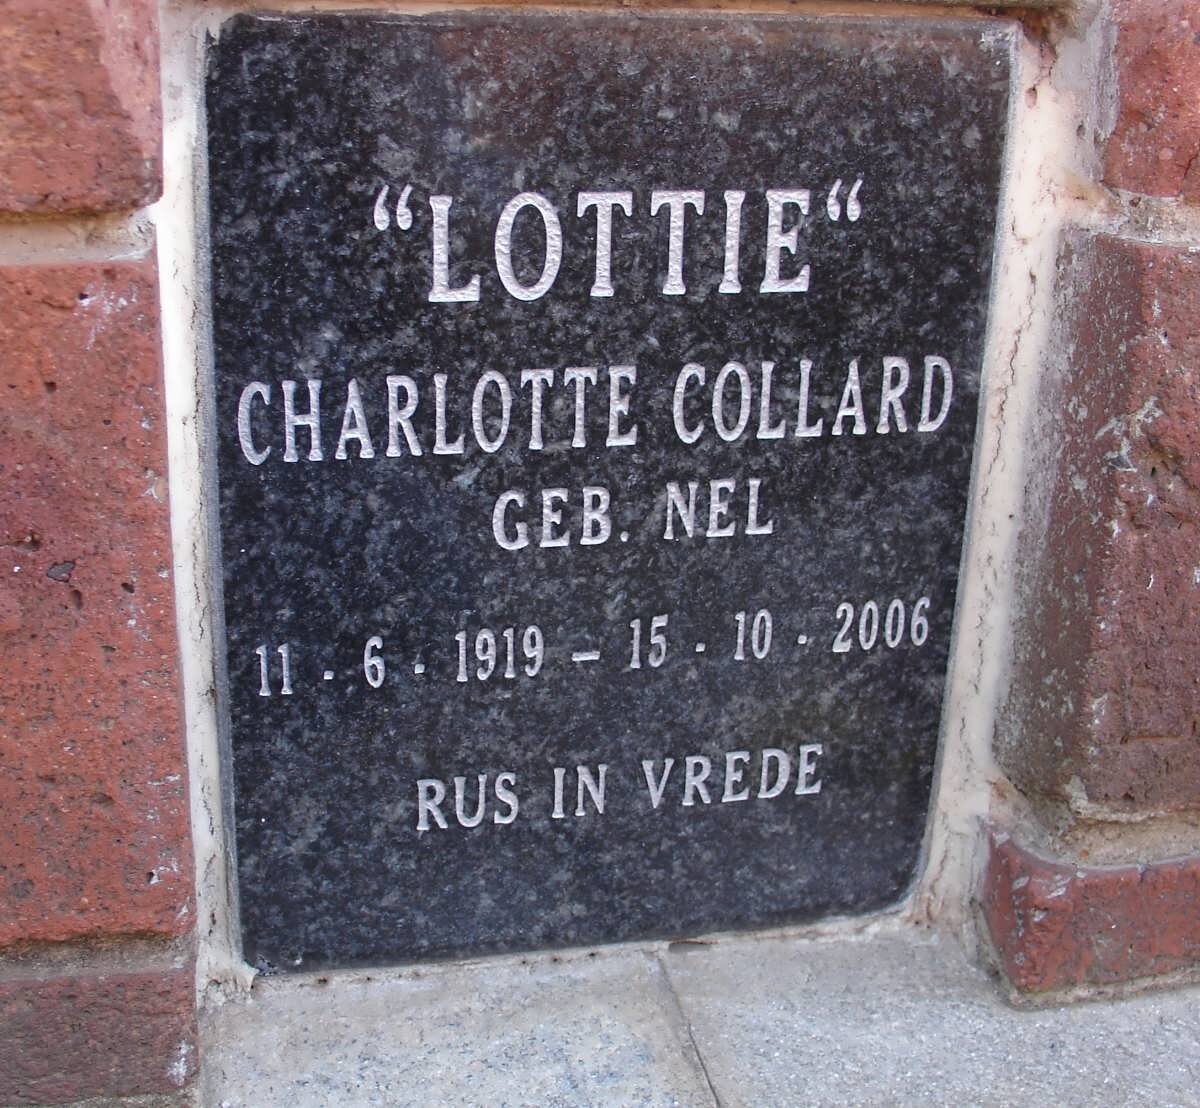 “LOTTIE“
CHARLOTTE COLLARD
GEB. NEL
11 - 6 - 1919 – 15 - 10 - 2006
RUS IN VREDE